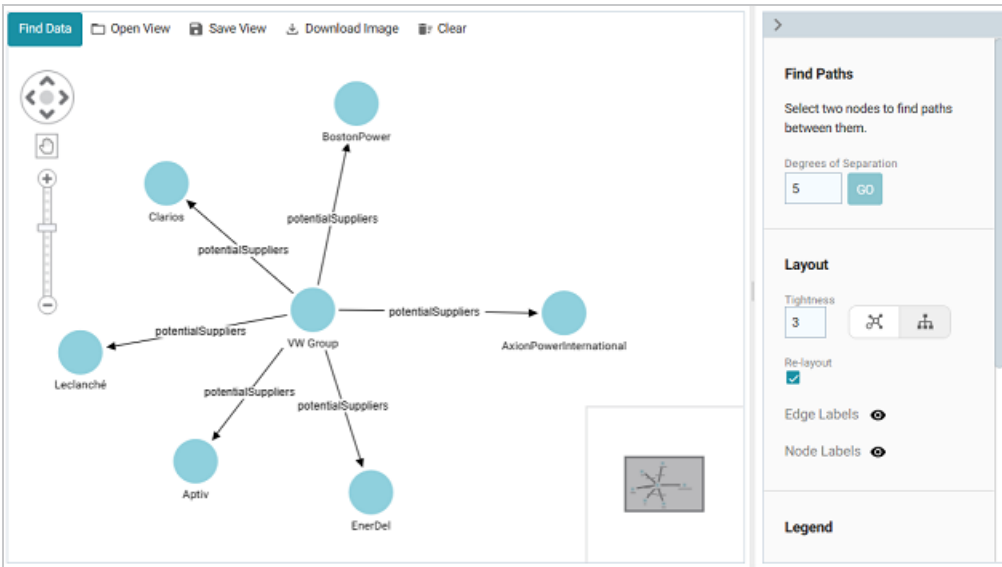 Find Data Open View Save View Download Image Clear
BostonPower
Clarios
potentialSuppliers
potentialSuppliers
potentialSuppliers
potentialSuppliers
VW Group
AxionPowerInternational
Leclanché
potentialSuppliers
potentialSuppliers
Aptiv
EnerDel
Find Paths
Select two nodes to find paths
between them.
Degrees of Separation
5 GO
Layout
Tightness
3
Re-layout
Edge Labels
Node Labels
Legend